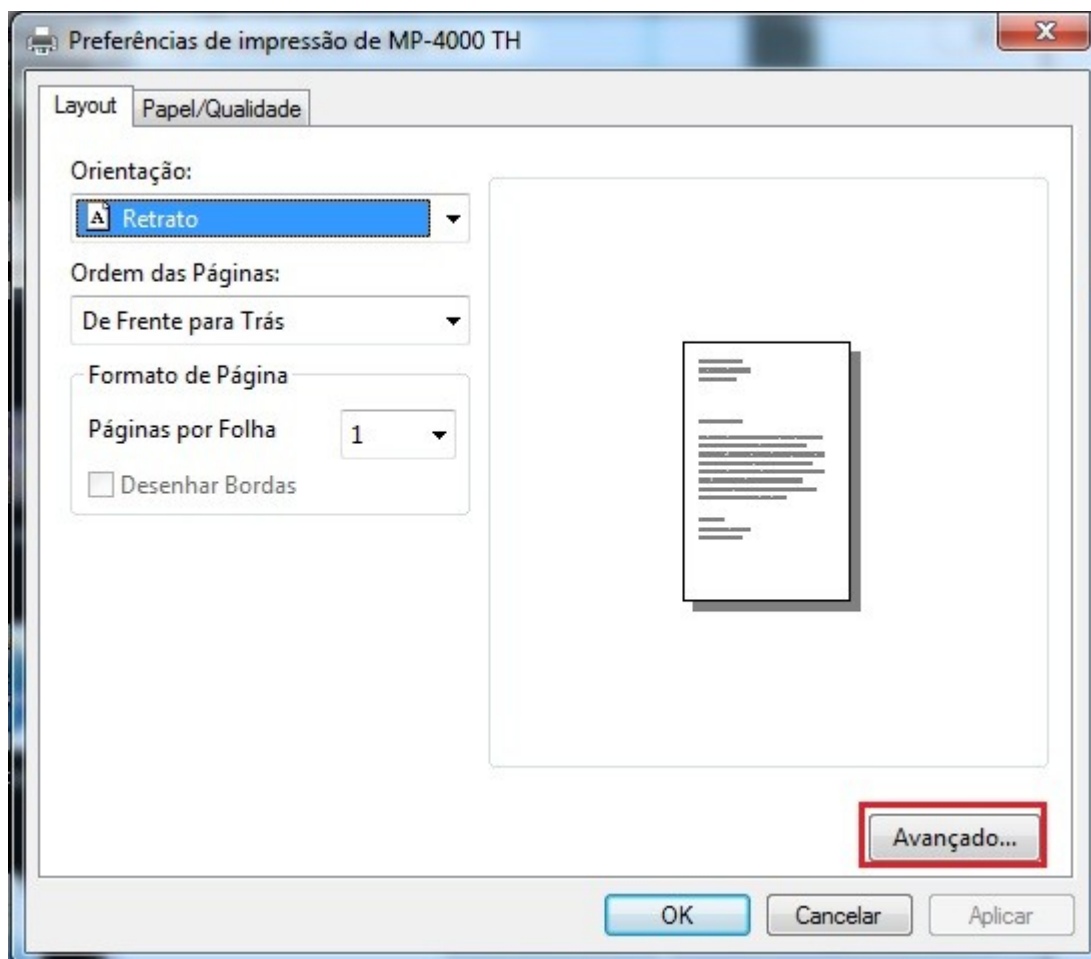 Preferências de impressão de MP-4000 TH
Layout
Papel/Qualidade
Orientação:
A Retrato
Ordem das Páginas:
De Frente para Trás
Formato de Página
Páginas por Folha
1
Desenhar Bordas
Avançado...
OK
Cancelar
Aplicar